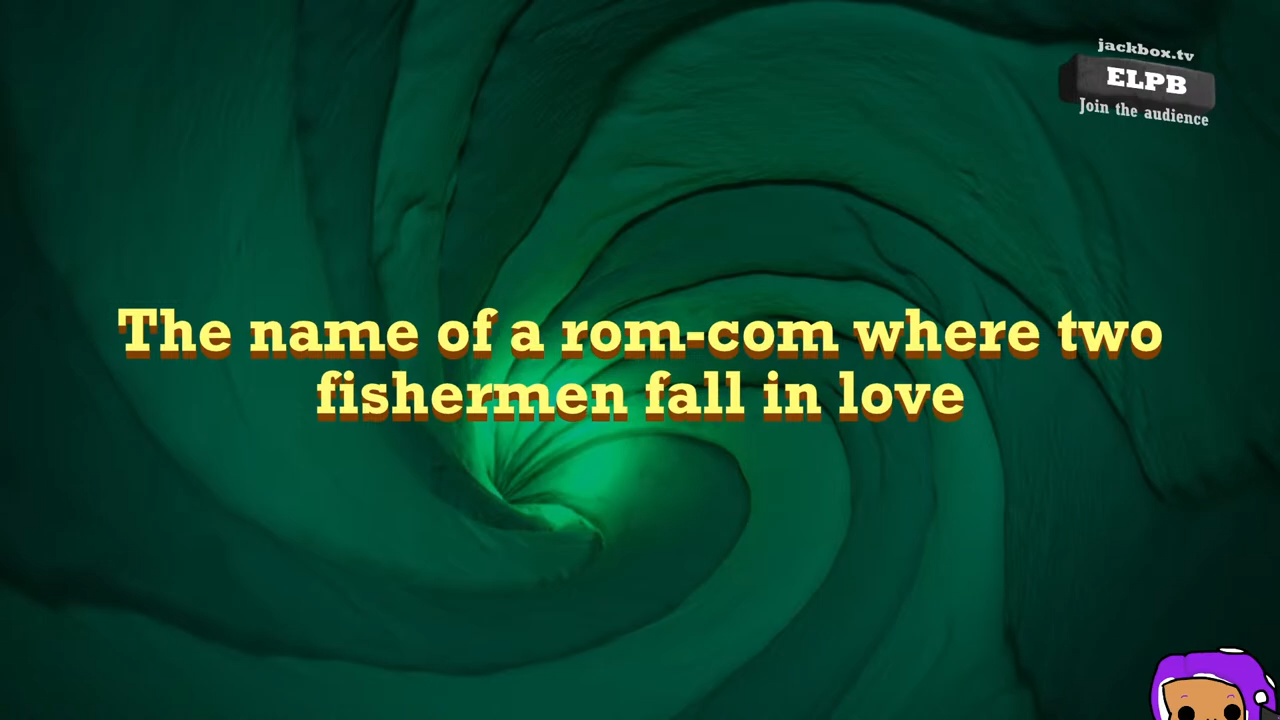 jackbox.tv
ELPB
Join the audience
The name of a rom-com where two
fishermen fall in love